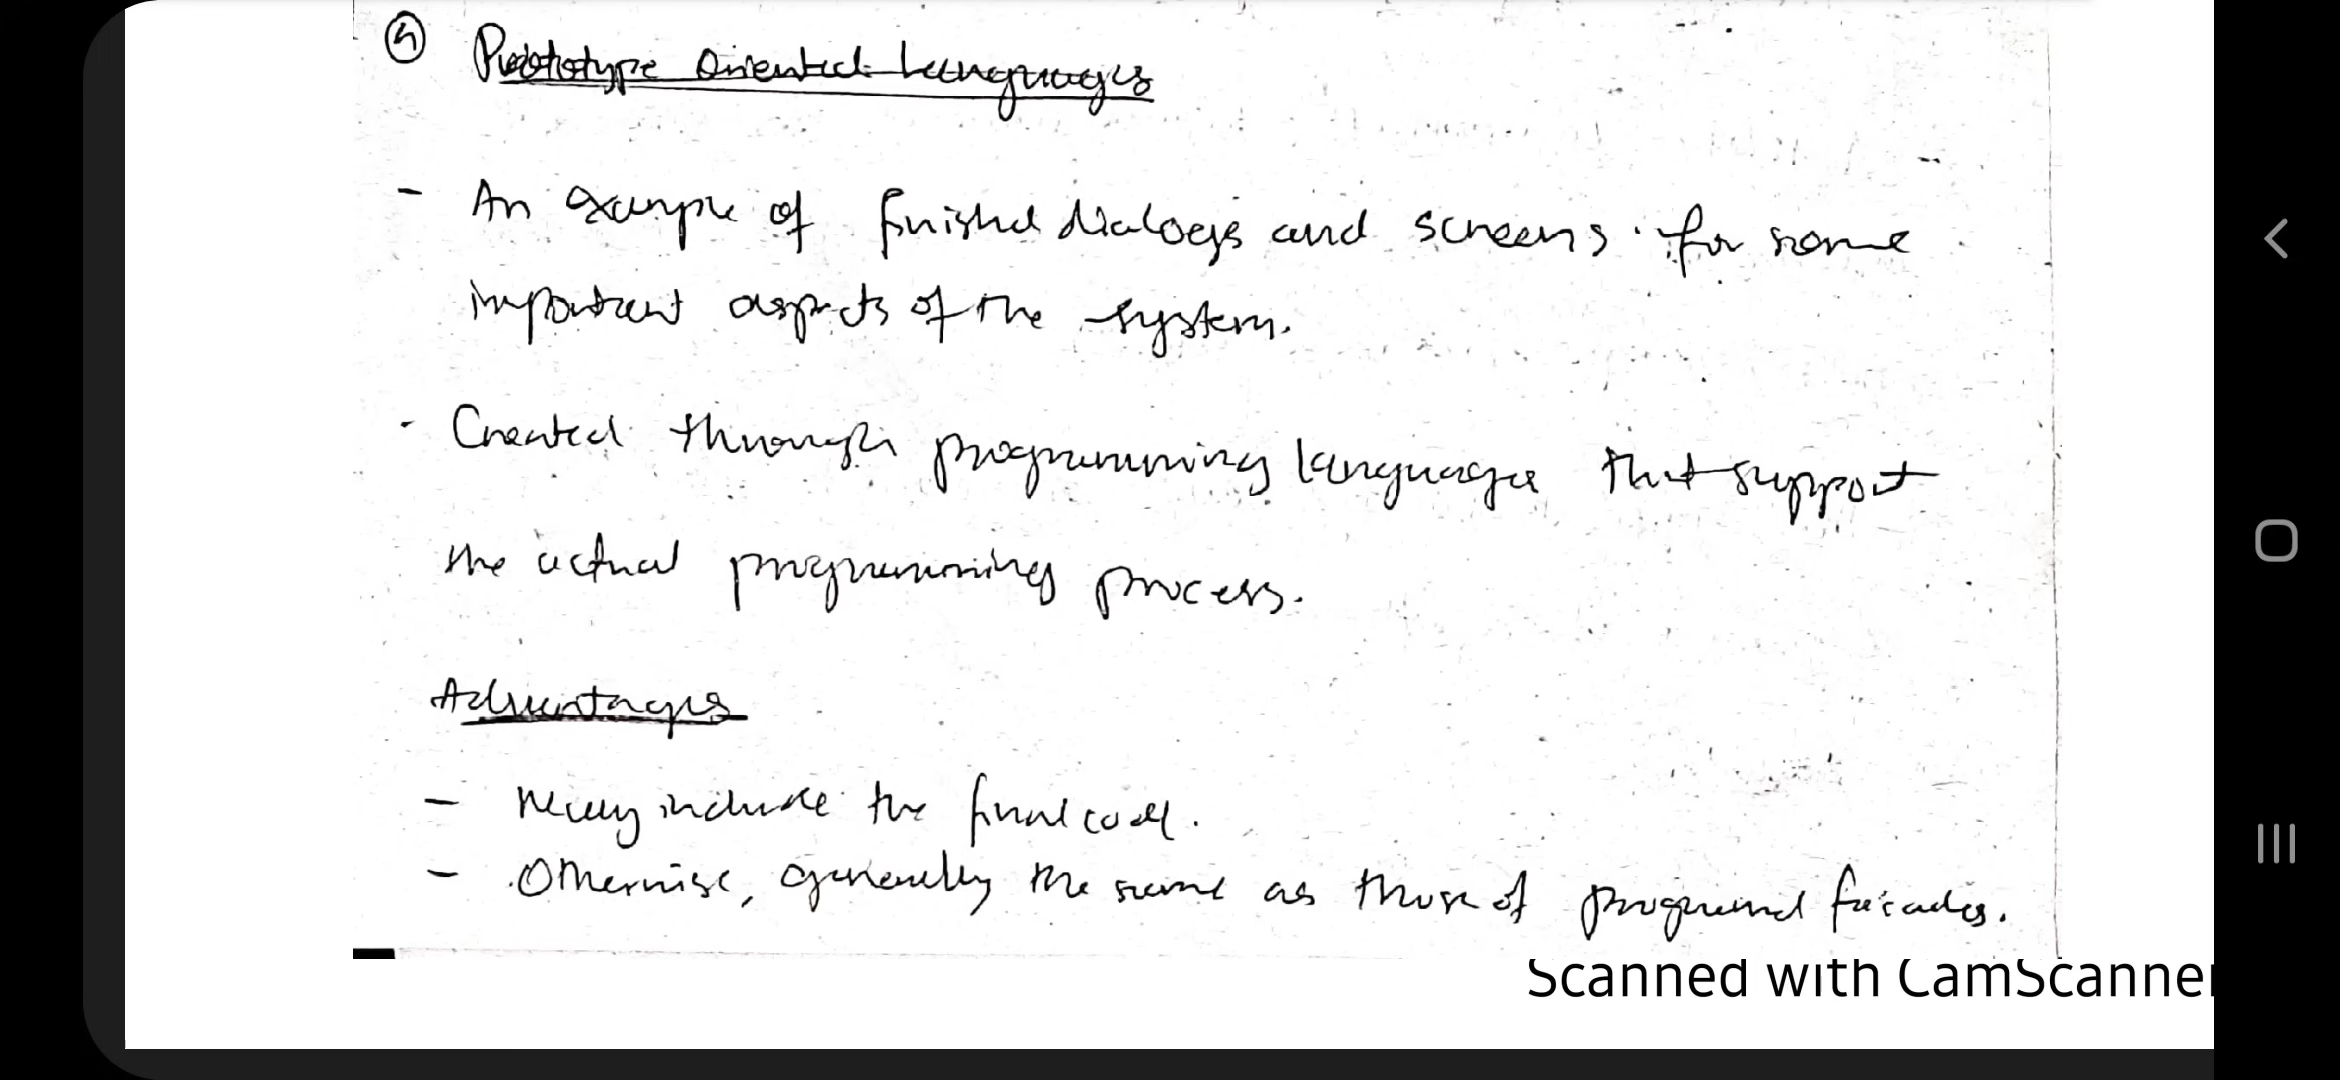 5 Prototype Oriented Languages
- An example of finished dialogs and screens for some
important aspects of the system.
- Created through programming languages that support
the actual programming process.
Advantages
- May include the final code.
- Otherwise, generally the same as those of programmed facades.
Scanned with CamScanner